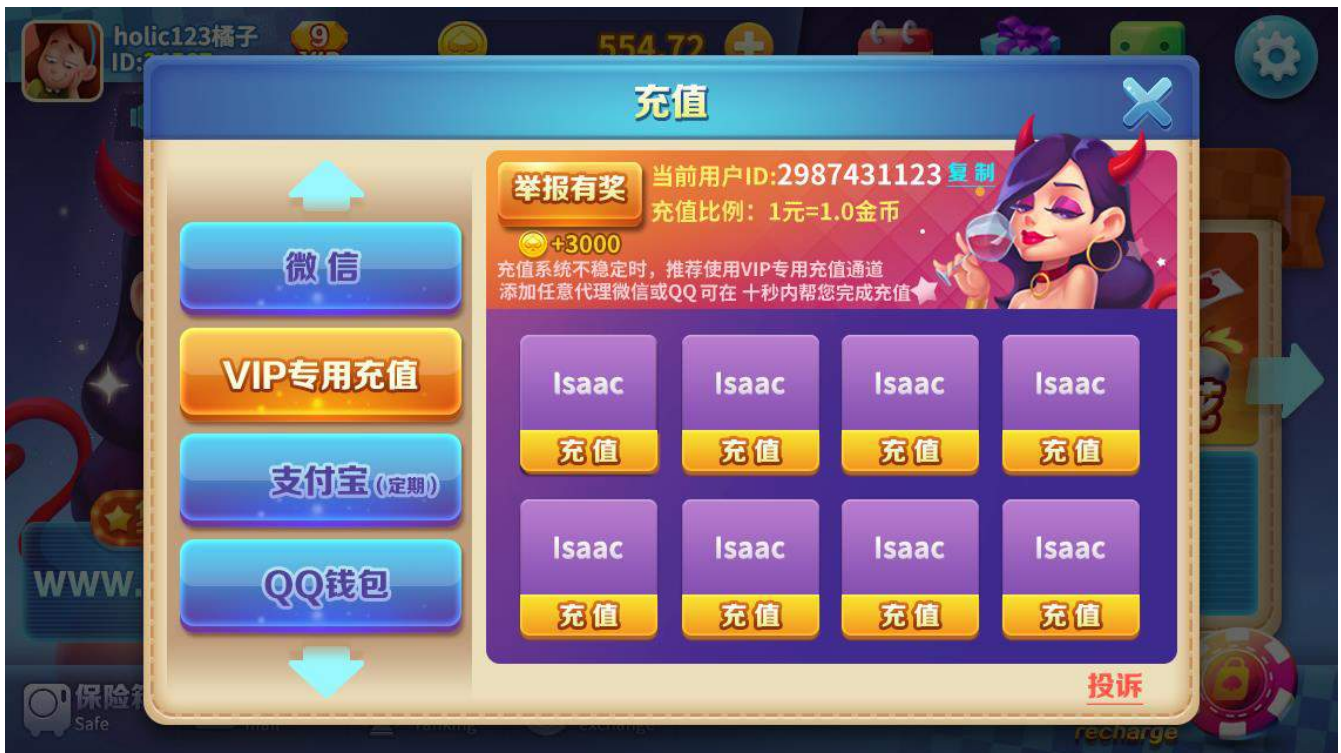 holic123橘子
9
554.72
ID:
充值
举报有奖
当前用户ID:2987431123 复制
充值比例：1元=1.0金币
+3000
充值系统不稳定时，推荐使用VIP专用充值通道
添加任意代理微信或QQ可在 十秒内帮您完成充值
微信
VIP专用充值
支付宝(定期)
QQ钱包
Isaac Isaac Isaac Isaac
充值 充值 充值 充值
Isaac Isaac Isaac Isaac
充值 充值 充值 充值
投诉
www.
保险箱
Safe
recharge